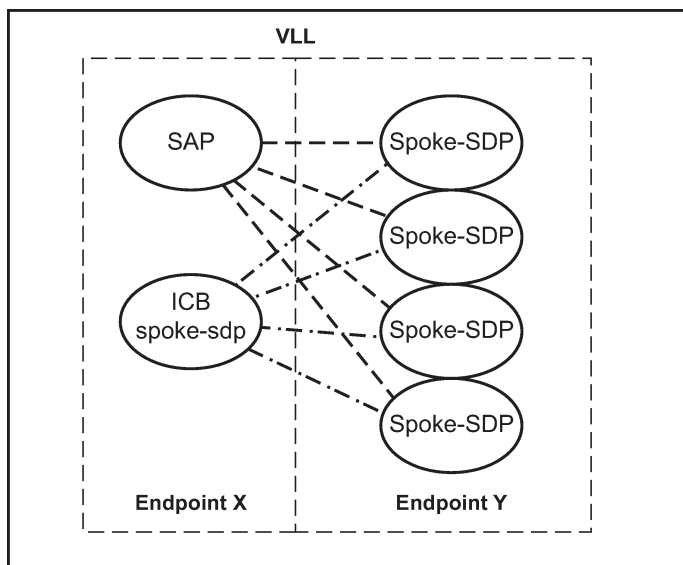 VLL
SAP
ICB
spoke-sdp
Spoke-SDP
Spoke-SDP
Spoke-SDP
Spoke-SDP
Endpoint X
Endpoint Y